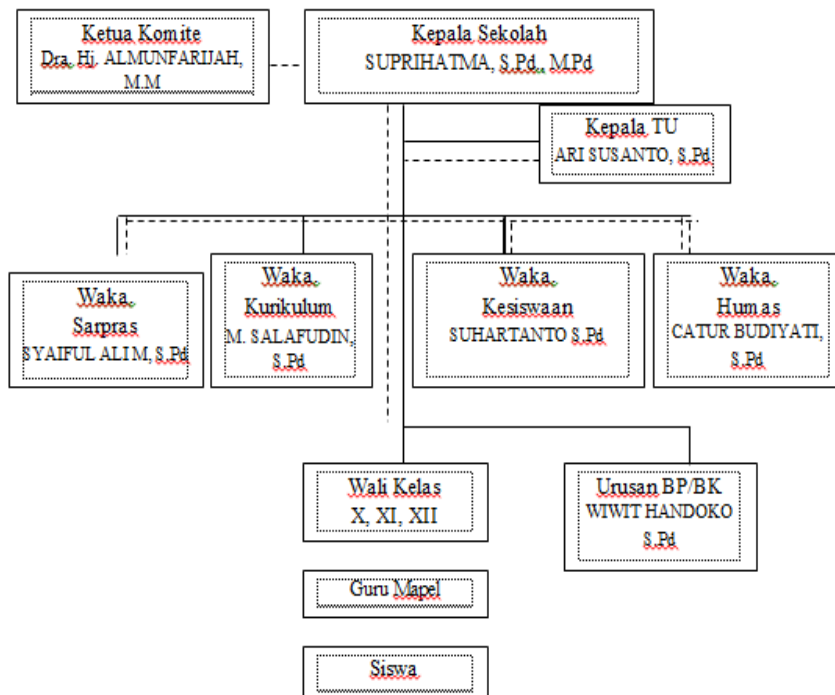 Ketua Komite
Dra. Hj. ALMUNFARIJAH,
M.M
Kepala Sekolah
SUPRIHATMA, S.Pd., M.Pd
Kepala TU
ARI SUSANTO, S.Pd
Waka.
Sarpras
SYAIFUL ALI M, S.Pd
Waka.
Kurikulum
M. SALAFUDIN,
S.Pd
Waka.
Kesiswaan
SUHARTANTO S.Pd
Waka.
Humas
CATUR BUDIYATI,
S.Pd
Wali Kelas
X, XI, XII
Urusan BP/BK
WIWIT HANDOKO
S.Pd
Guru Mapel
Siswa